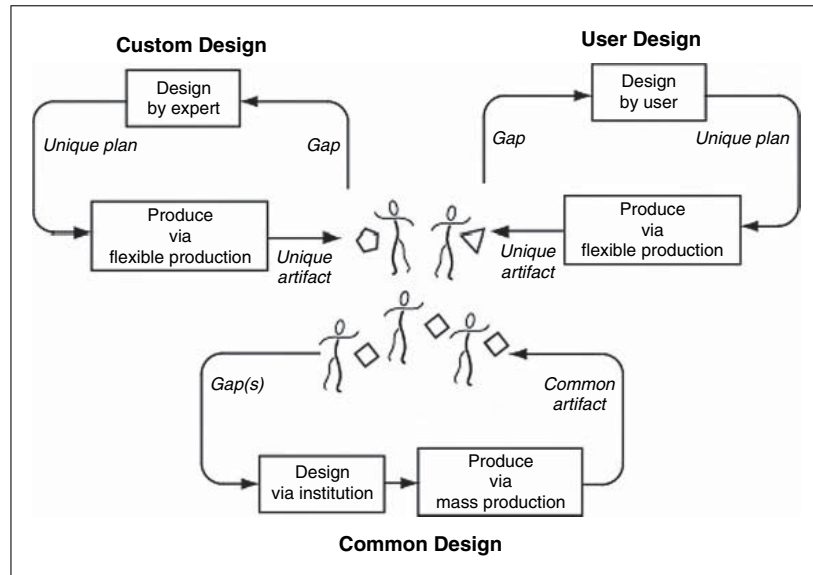 Custom Design
Design
by expert
Unique plan
Gap
Produce
via
flexible production
Unique
artifact
User Design
Design
by user
Gap
Unique plan
Produce
via
flexible production
Unique
artifact
Gap(s)
Common
artifact
Design
via institution
Produce
via
mass production
Common Design